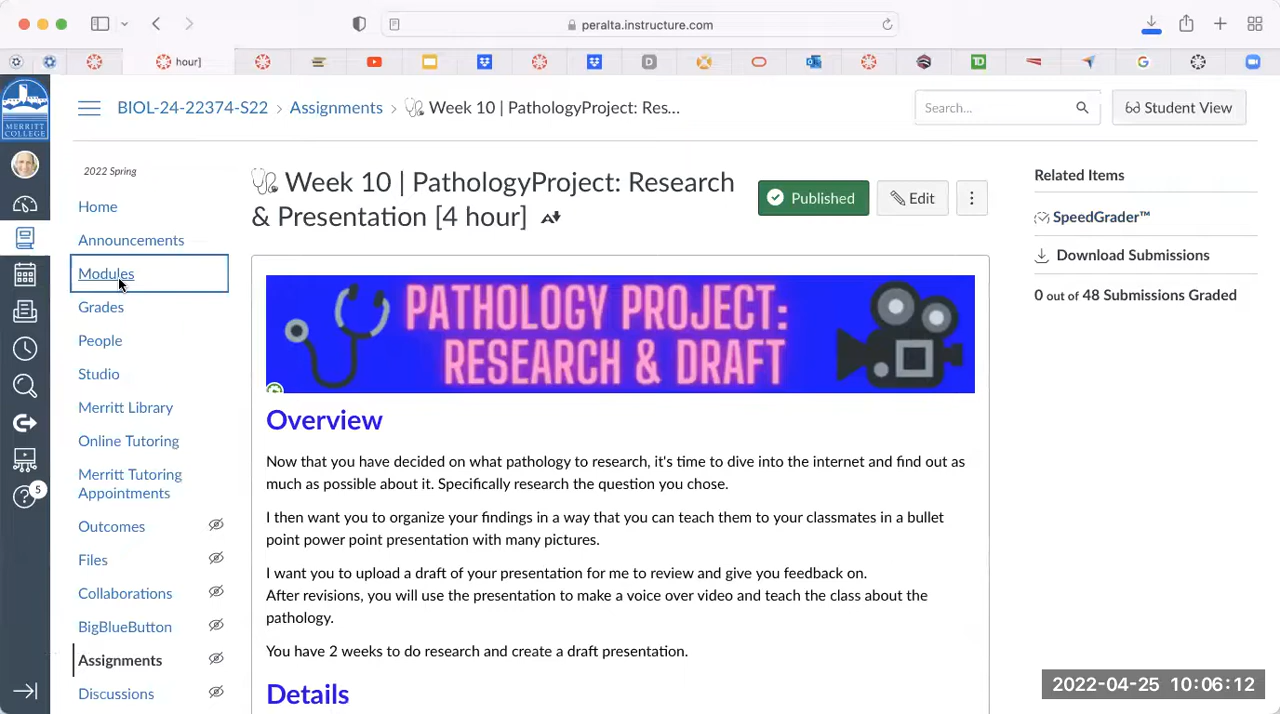 peralta.instructure.com
hour]
BIOL-24-22374-S22 › Assignments › Week 10 | PathologyProject: Res...
Search...
Student View
MERRITT
COLLEGE
2022 Spring
Home
Announcements
Modules
Grades
People
Studio
Merritt Library
Online Tutoring
Merritt Tutoring
Appointments
Outcomes
Files
Collaborations
BigBlueButton
Assignments
Discussions
5
Week 10 | PathologyProject: Research
& Presentation [4 hour]
Published
Edit
PATHOLOGY PROJECT:
RESEARCH & DRAFT
Overview
Now that you have decided on what pathology to research, it's time to dive into the internet and find out as
much as possible about it. Specifically research the question you chose.
I then want you to organize your findings in a way that you can teach them to your classmates in a bullet
point power point presentation with many pictures.
I want you to upload a draft of your presentation for me to review and give you feedback on.
After revisions, you will use the presentation to make a voice over video and teach the class about the
pathology.
You have 2 weeks to do research and create a draft presentation.
Details
Related Items
SpeedGrader™
Download Submissions
0 out of 48 Submissions Graded
2022-04-25 10:06:12